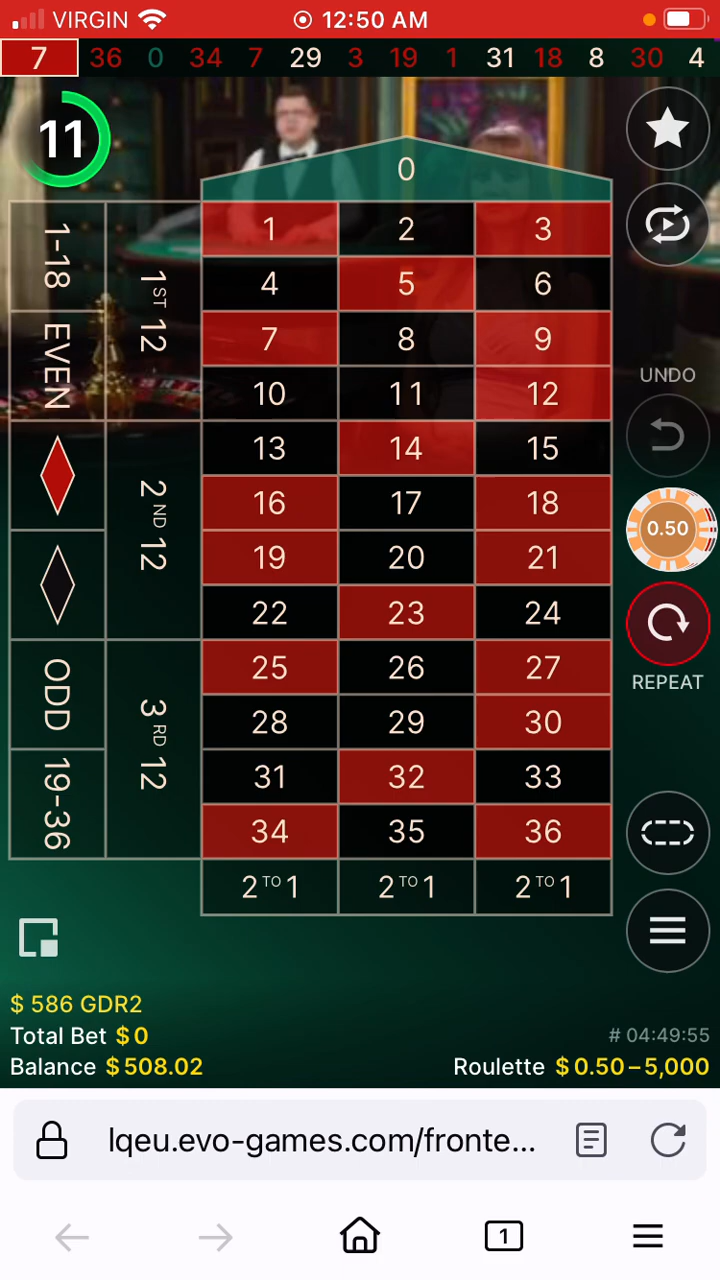 VIRGIN 12:50 AM
7 36 0 34 7 29 3 19 1 31 18 8 30 4
11
0
1-18
EVEN
ODD
19-36
1ST 12
2ND 12
3RD 12
1 2 3
4 5 6
7 8 9
10 11 12
13 14 15
16 17 18
19 20 21
22 23 24
25 26 27
28 29 30
31 32 33
34 35 36
2 TO 1 2 TO 1 2 TO 1
UNDO
0.50
REPEAT
$ 586 GDR2
Total Bet $ 0
# 04:49:55
Balance $ 508.02
Roulette $ 0.50 – 5,000
lqeu.evo-games.com/fronte...
1